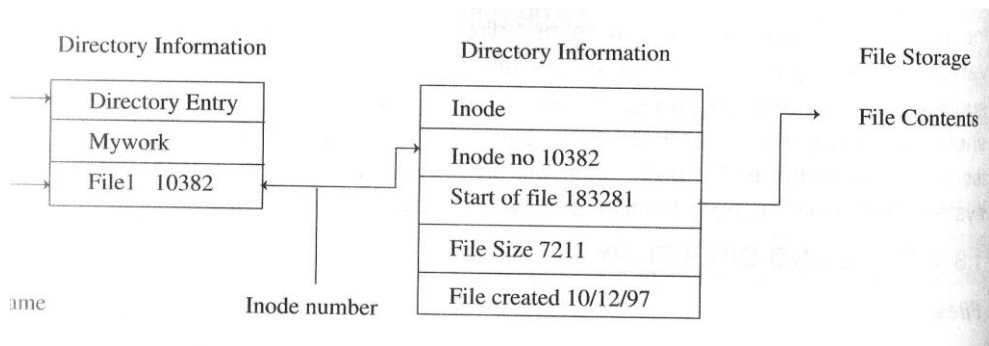 Directory Information
Directory Entry
Mywork
File1 10382
Inode number
Directory Information
Inode
Inode no 10382
Start of file 183281
File Size 7211
File created 10/12/97
File Storage
File Contents